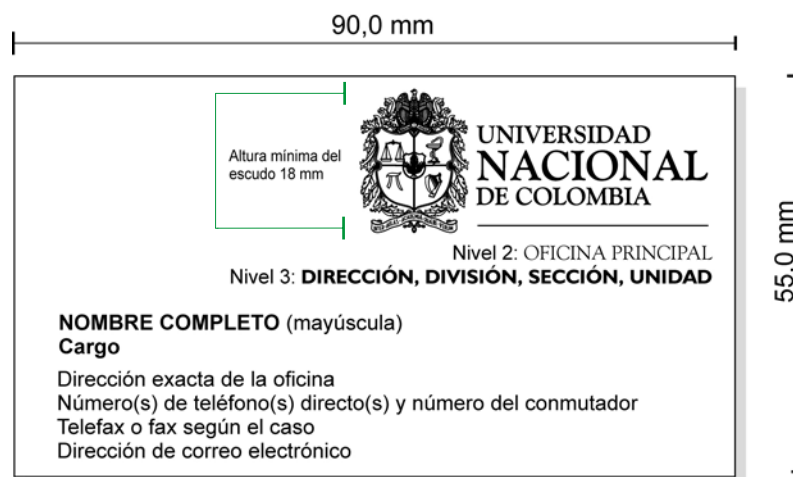 90,0 mm
Altura mínima del
escudo 18 mm
UNIVERSIDAD
NACIONAL
DE COLOMBIA
55,0 mm
Nivel 2: OFICINA PRINCIPAL
Nivel 3: DIRECCIÓN, DIVISIÓN, SECCIÓN, UNIDAD
NOMBRE COMPLETO (mayúscula)
Cargo
Dirección exacta de la oficina
Número(s) de teléfono(s) directo(s) y número del conmutador
Telefax o fax según el caso
Dirección de correo electrónico